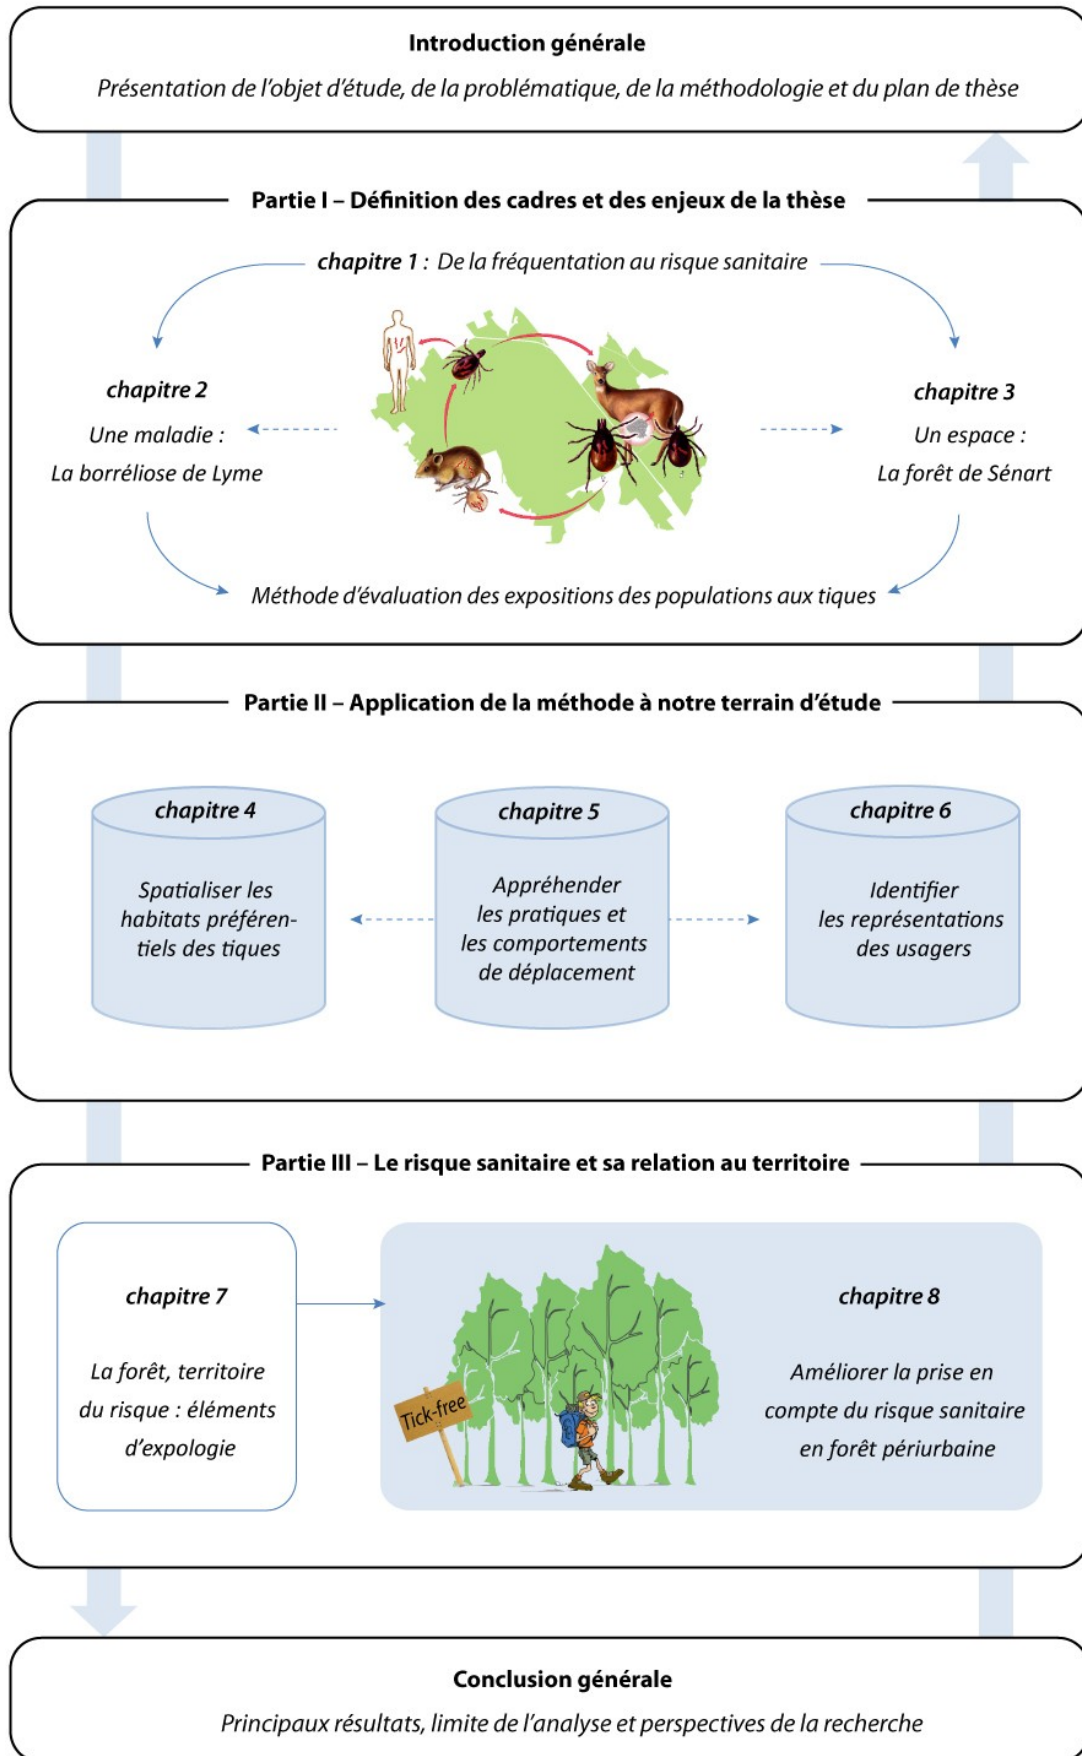 Introduction générale
Présentation de l'objet d'étude, de la problématique, de la méthodologie et du plan de thèse
Partie I – Définition des cadres et des enjeux de la thèse
chapitre 1 : De la fréquentation au risque sanitaire
chapitre 2
Une maladie :
La borréliose de Lyme
chapitre 3
Un espace :
La forêt de Sénart
Méthode d'évaluation des expositions des populations aux tiques
Partie II – Application de la méthode à notre terrain d'étude
chapitre 4
Spatialiser les
habitats préféren-
tiels des tiques
chapitre 5
Appréhender
les pratiques et
les comportements
de déplacement
chapitre 6
Identifier
les représentations
des usagers
Partie III – Le risque sanitaire et sa relation au territoire
chapitre 7
La forêt, territoire
du risque : éléments
d'expologie
Tick-free
chapitre 8
Améliorer la prise en
compte du risque sanitaire
en forêt périurbaine
Conclusion générale
Principaux résultats, limite de l'analyse et perspectives de la recherche